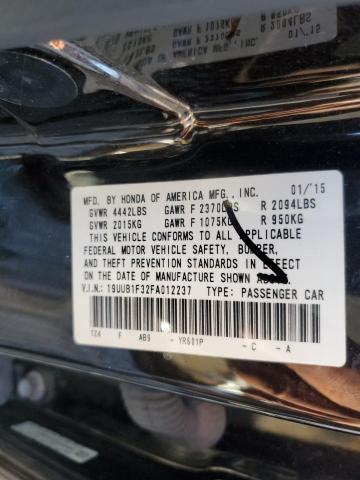 MFD. BY HONDA OF AMERICA MFG., INC. 01/15
GVWR 4442LBS GAWR F 2370LBS R 2094LBS
GVWR 2015KG GAWR F 1075KG R 950KG
THIS VEHICLE CONFORMS TO ALL APPLICABLE
FEDERAL MOTOR VEHICLE SAFETY, BUMPER,
AND THEFT PREVENTION STANDARDS IN EFFECT
ON THE DATE OF MANUFACTURE SHOWN ABOVE.
V.I.N.: 19UUB1F32FA012237 TYPE: PASSENGER CAR
124 F AB9 - YR601P - C - A